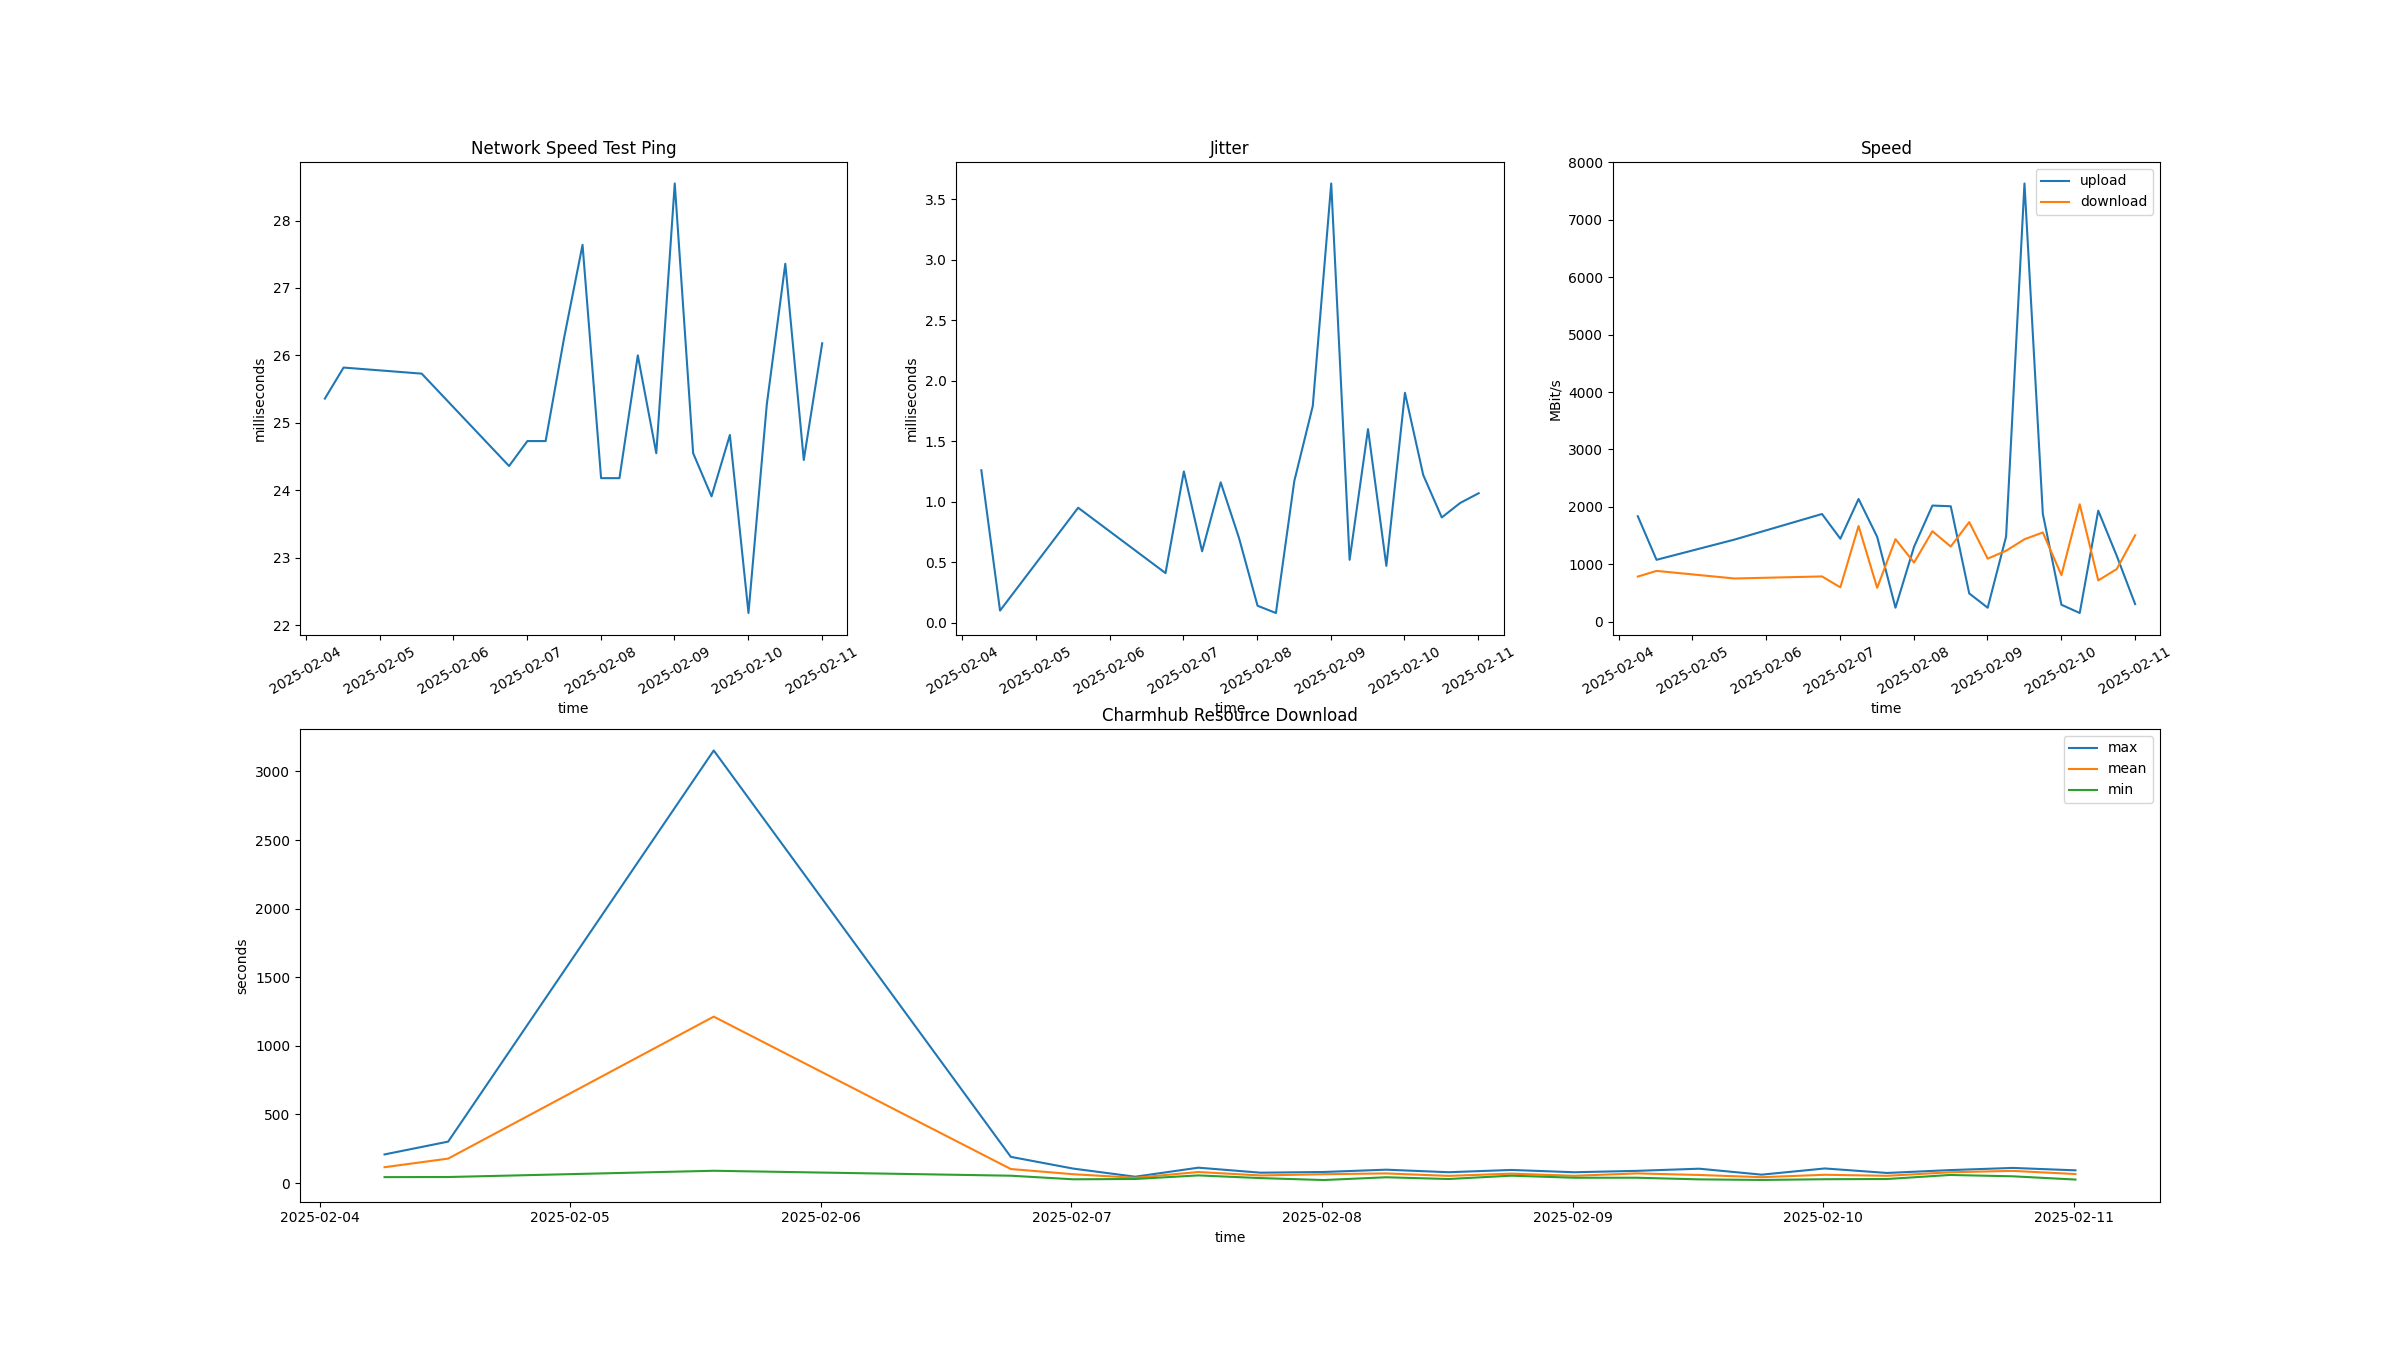 Network Speed Test Ping
milliseconds
28
27
26
25
24
23
22
2025-02-04 2025-02-05 2025-02-06 2025-02-07 2025-02-08 2025-02-09 2025-02-10 2025-02-11
time
Jitter
milliseconds
3.5
3.0
2.5
2.0
1.5
1.0
0.5
0.0
2025-02-04 2025-02-05 2025-02-06 2025-02-07 2025-02-08 2025-02-09 2025-02-10 2025-02-11
time
Speed
MBit/s
8000
7000
6000
5000
4000
3000
2000
1000
0
upload
download
2025-02-04 2025-02-05 2025-02-06 2025-02-07 2025-02-08 2025-02-09 2025-02-10 2025-02-11
time
Charmhub Resource Download
seconds
3000
2500
2000
1500
1000
500
0
max
mean
min
2025-02-04 2025-02-05 2025-02-06 2025-02-07 2025-02-08 2025-02-09 2025-02-10 2025-02-11
time